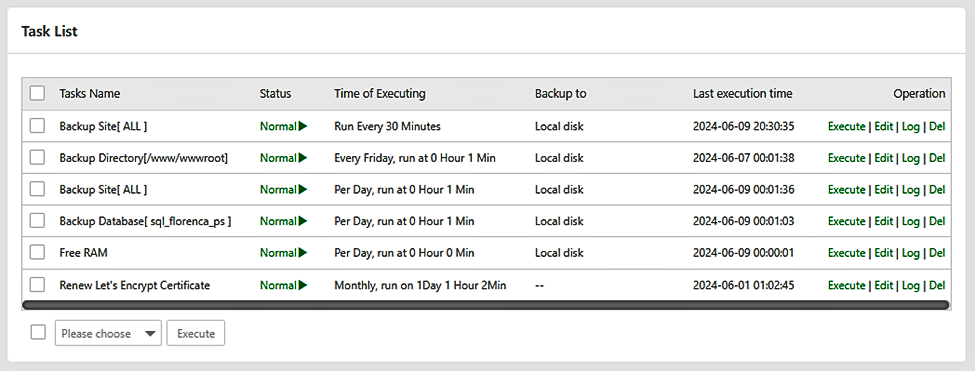 Task List
Tasks Name Status Time of Executing Backup to Last execution time Operation
Backup Site[ ALL ] Normal▶ Run Every 30 Minutes Local disk 2024-06-09 20:30:35 Execute | Edit | Log | Del
Backup Directory[/www/wwwroot] Normal▶ Every Friday, run at 0 Hour 1 Min Local disk 2024-06-07 00:01:38 Execute | Edit | Log | Del
Backup Site[ ALL ] Normal▶ Per Day, run at 0 Hour 1 Min Local disk 2024-06-09 00:01:36 Execute | Edit | Log | Del
Backup Database[ sql_florenca_ps ] Normal▶ Per Day, run at 0 Hour 1 Min Local disk 2024-06-09 00:01:03 Execute | Edit | Log | Del
Free RAM Normal▶ Per Day, run at 0 Hour 0 Min Local disk 2024-06-09 00:00:01 Execute | Edit | Log | Del
Renew Let's Encrypt Certificate Normal▶ Monthly, run on 1Day 1 Hour 2Min -- 2024-06-01 01:02:45 Execute | Edit | Log | Del
Please choose Execute